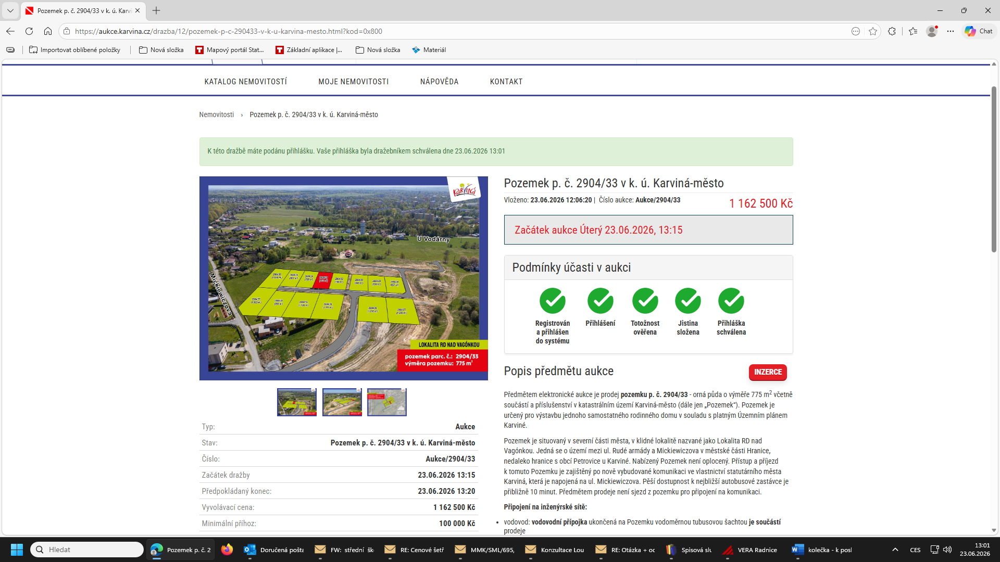 Pozemek p. č. 2904/33 v k. ú. Karvi
https://aukce.karvina.cz/drazba/12/pozemek-p-c-290433-v-k-u-karvina-mesto.html?kod=0x800
Chat
Importovat oblíbené položky
Nová složka
Mapový portál Stat...
Základní aplikace |...
Nová složka
Materiál
KATALOG NEMOVITOSTÍ
MOJE NEMOVITOSTI
NÁPOVĚDA
KONTAKT
Nemovitosti › Pozemek p. č. 2904/33 v k. ú. Karviná-město
K této dražbě máte podánu přihlášku. Vaše přihláška byla dražebníkem schválena dne 23.06.2026 13:01
KARVINÁ
U Vodárny
Mickiewiczova
LOKALITA RD NAD VAGÓNKOU
pozemek parc. č.: 2904/33
výměra pozemku: 775 m²
Typ: Aukce
Stav: Pozemek p. č. 2904/33 v k. ú. Karviná-město
Číslo: Aukce/2904/33
Začátek dražby 23.06.2026 13:15
Předpokládaný konec: 23.06.2026 13:20
Vyvolávací cena: 1 162 500 Kč
Minimální příhoz: 100 000 Kč
Pozemek p. č. 2904/33 v k. ú. Karviná-město
Vloženo: 23.06.2026 12:06:20 | Číslo aukce: Aukce/2904/33
1 162 500 Kč
Začátek aukce Úterý 23.06.2026, 13:15
Podmínky účasti v aukci
Registrován
a přihlášen
do systému
Přihlášení
Totožnost
ověřena
Jistina
složena
Přihláška
schválena
Popis předmětu aukce
INZERCE
Předmětem elektronické aukce je prodej pozemku p. č. 2904/33 - orná půda o výměře 775 m² včetně
součástí a příslušenství v katastrálním území Karviná-město (dále jen „Pozemek“). Pozemek je
určený pro výstavbu jednoho samostatného rodinného domu v souladu s platným Územním plánem
Karviné.
Pozemek je situovaný v severní části města, v klidné lokalitě nazvané jako Lokalita RD nad
Vagónkou. Jedná se o území mezi ul. Rudé armády a Mickiewiczova v městské části Hranice,
nedaleko hranice s obcí Petrovice u Karviné. Nabízený Pozemek není oplocený. Přístup a příjezd
k tomuto Pozemku je zajištěný po nově vybudované komunikaci ve vlastnictví statutárního města
Karviná, která je napojená na ul. Mickiewiczova. Pěší dostupnost k nejbližší autobusové zastávce je
přibližně 10 minut. Předmětem prodeje není sjezd z pozemku pro připojení na komunikaci.
Připojení na inženýrské sítě:
• vodovod: vodovodní přípojka ukončená na Pozemku vodoměrnou tubusovou šachtou je součástí
prodeje
Hledat
Pozemek p. č. 2
Doručená pošta
FW: střední šk
RE: Cenové šetř
MMK/SML/695,
Konzultace Lou
RE: Otázka + oc
Spisová slu
VERA Radnice
kolečka - k posl
CES
13:01
23.06.2026